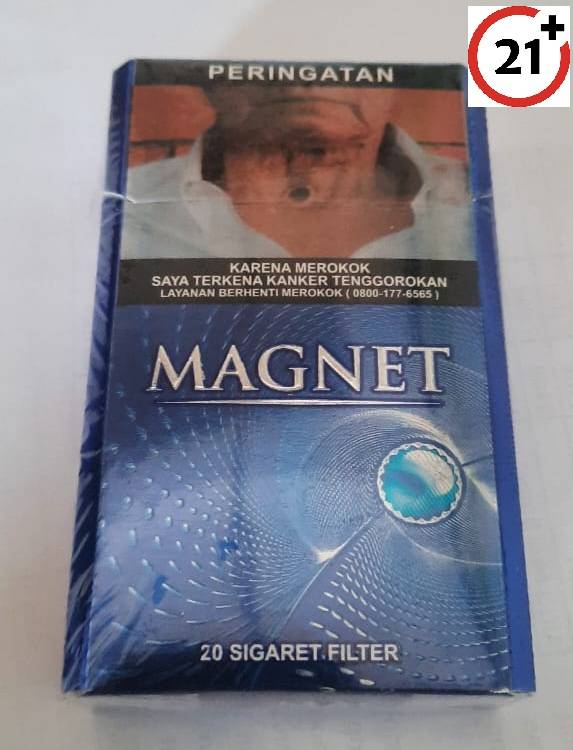 21+
PERINGATAN
KARENA MEROKOK
SAYA TERKENA KANKER TENGGOROKAN
LAYANAN BERHENTI MEROKOK ( 0800-177-6565 )
MAGNET
20 SIGARET FILTER